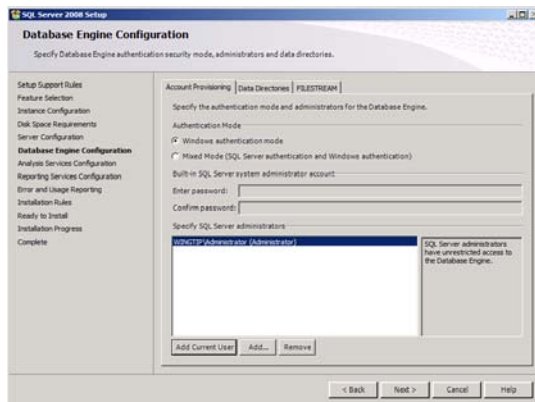 SQL Server 2008 Setup
Database Engine Configuration
Specify Database Engine authentication security mode, administrators and data directories.
Setup Support Rules
Feature Selection
Instance Configuration
Disk Space Requirements
Server Configuration
Database Engine Configuration
Analysis Services Configuration
Reporting Services Configuration
Error and Usage Reporting
Installation Rules
Ready to Install
Installation Progress
Complete
Account Provisioning
Data Directories
FILESTREAM
Specify the authentication mode and administrators for the Database Engine.
Authentication Mode
Windows authentication mode
Mixed Mode (SQL Server authentication and Windows authentication)
Built-in SQL Server system administrator account
Enter password:
Confirm password:
Specify SQL Server administrators
WINGTIP\Administrator (Administrator)
SQL Server administrators
have unrestricted access to
the Database Engine.
Add Current User
Add...
Remove
< Back
Next >
Cancel
Help